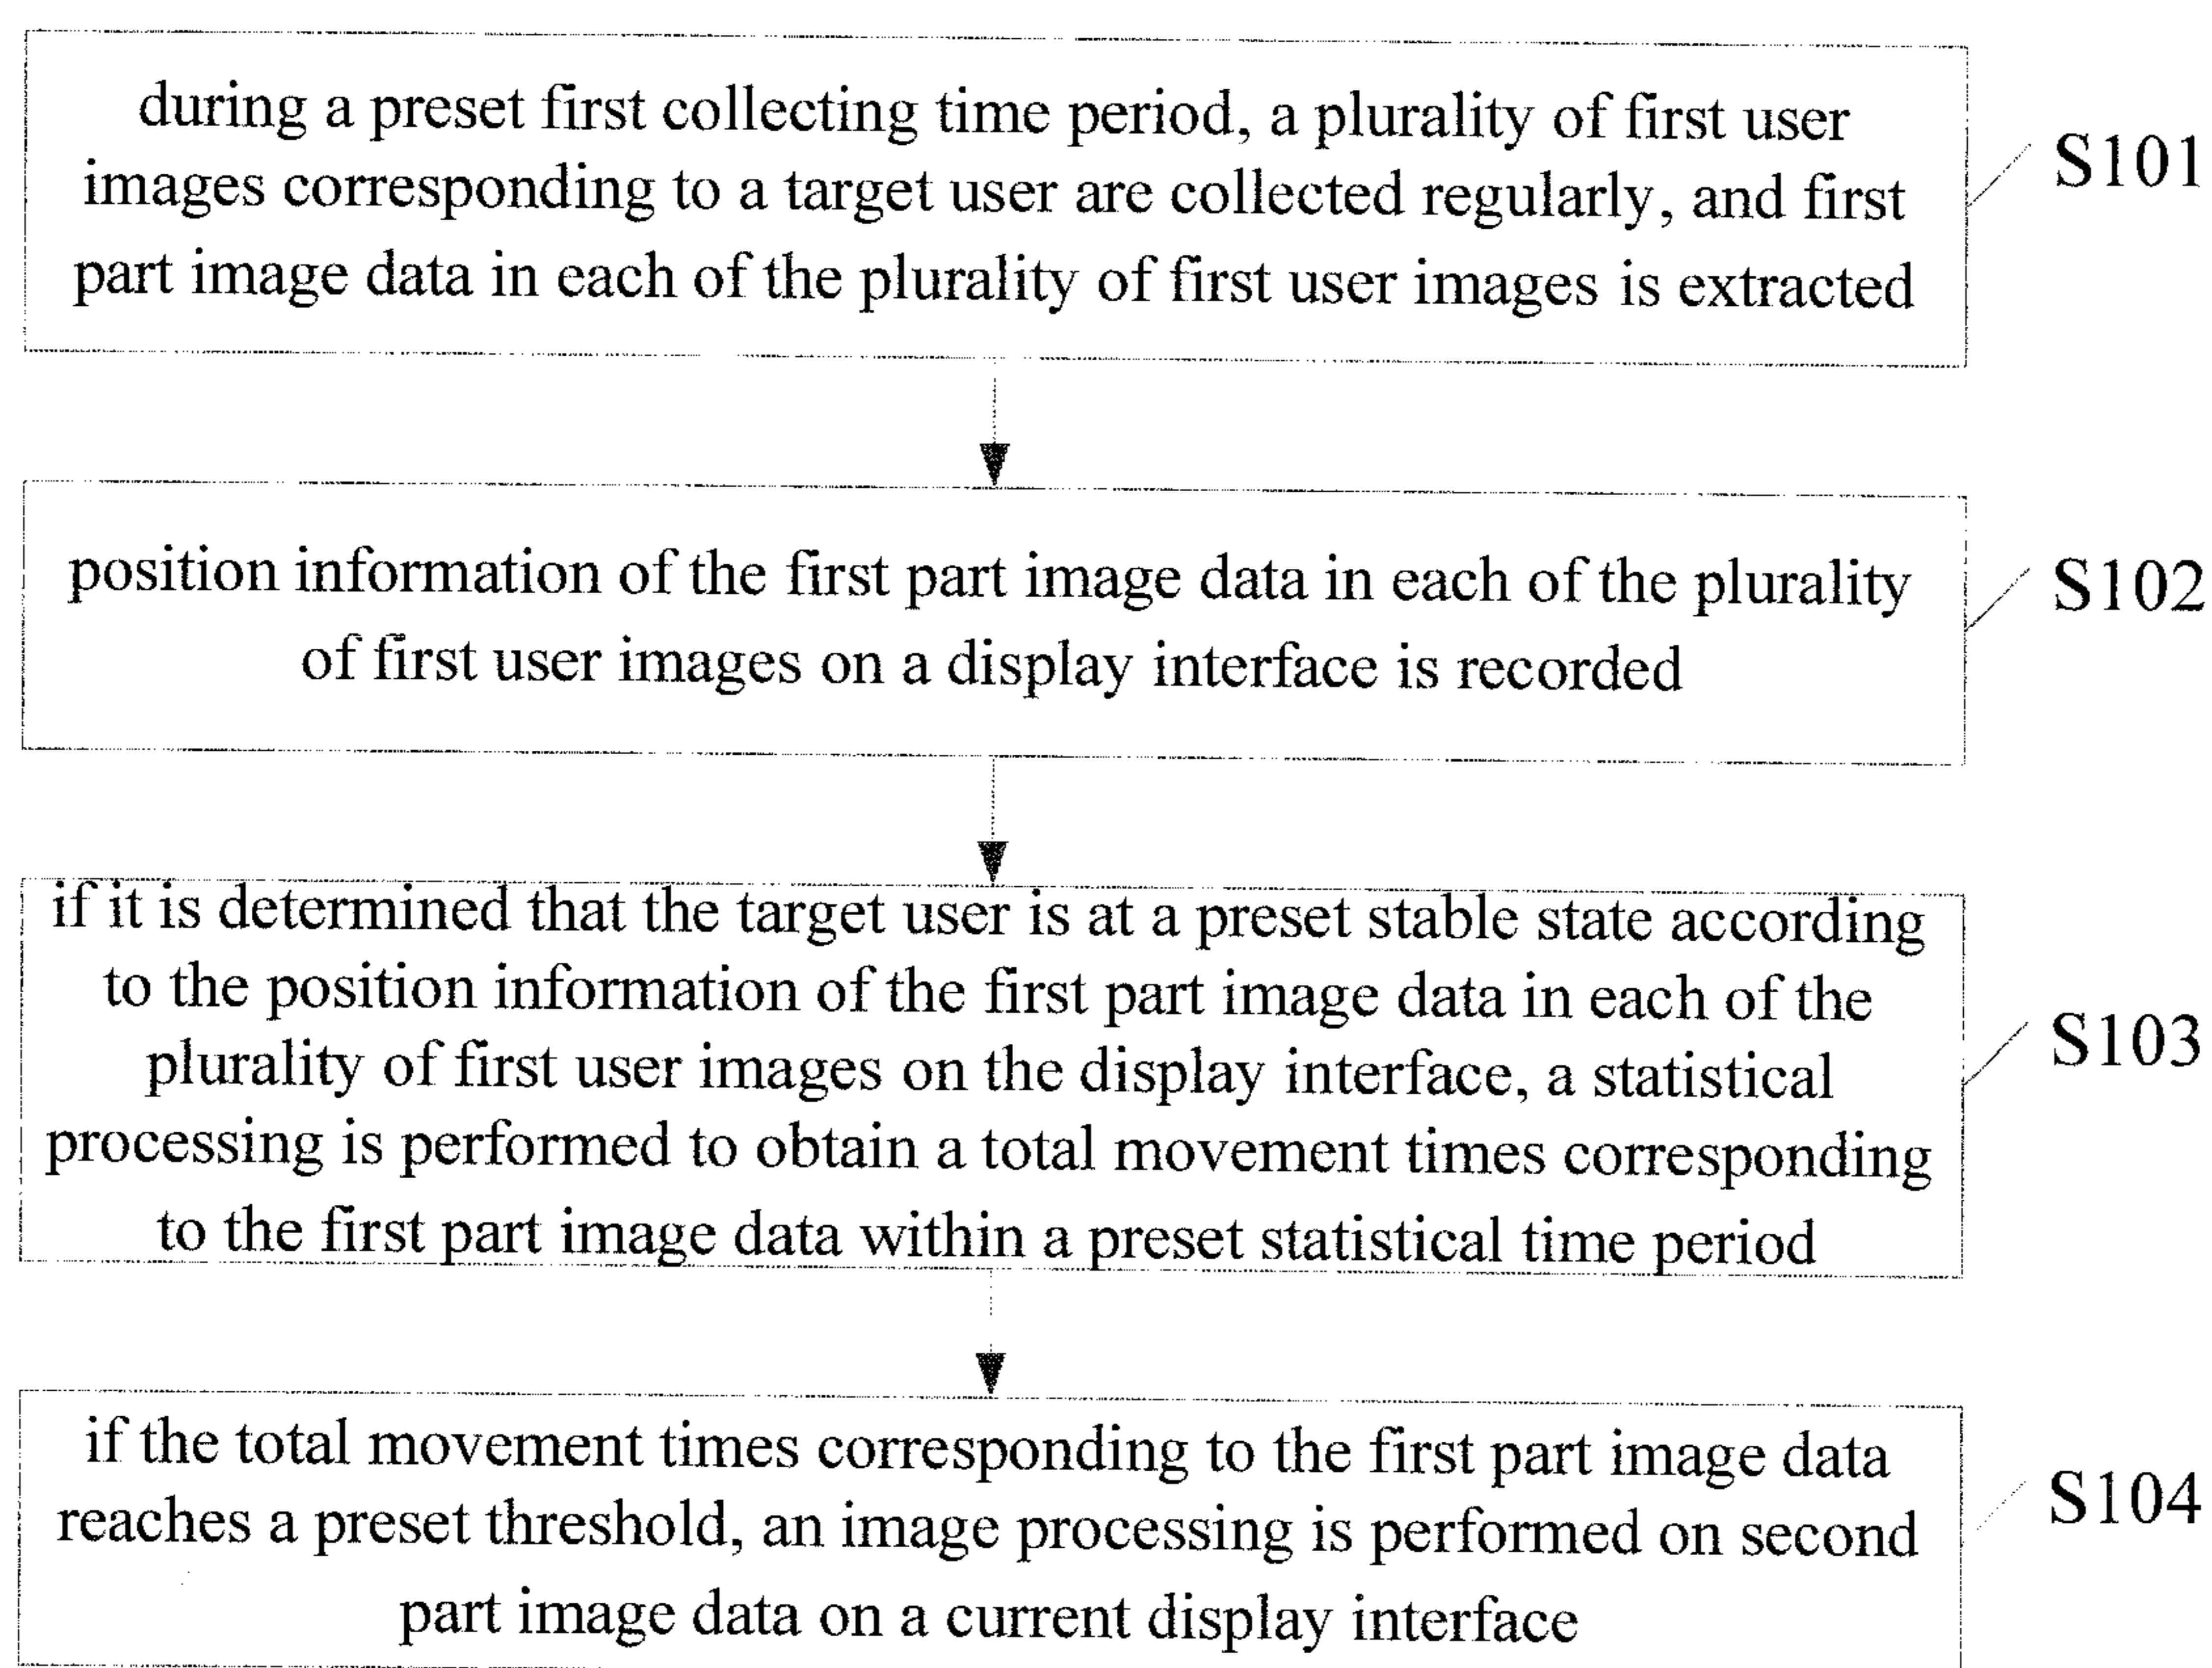 during a preset first collecting time period, a plurality of first user
images corresponding to a target user are collected regularly, and first
part image data in each of the plurality of first user images is extracted
S101
position information of the first part image data in each of the plurality
of first user images on a display interface is recorded
S102
if it is determined that the target user is at a preset stable state according
to the position information of the first part image data in each of the
plurality of first user images on the display interface, a statistical
processing is performed to obtain a total movement times corresponding
to the first part image data within a preset statistical time period
S103
if the total movement times corresponding to the first part image data
reaches a preset threshold, an image processing is performed on second
part image data on a current display interface
S104